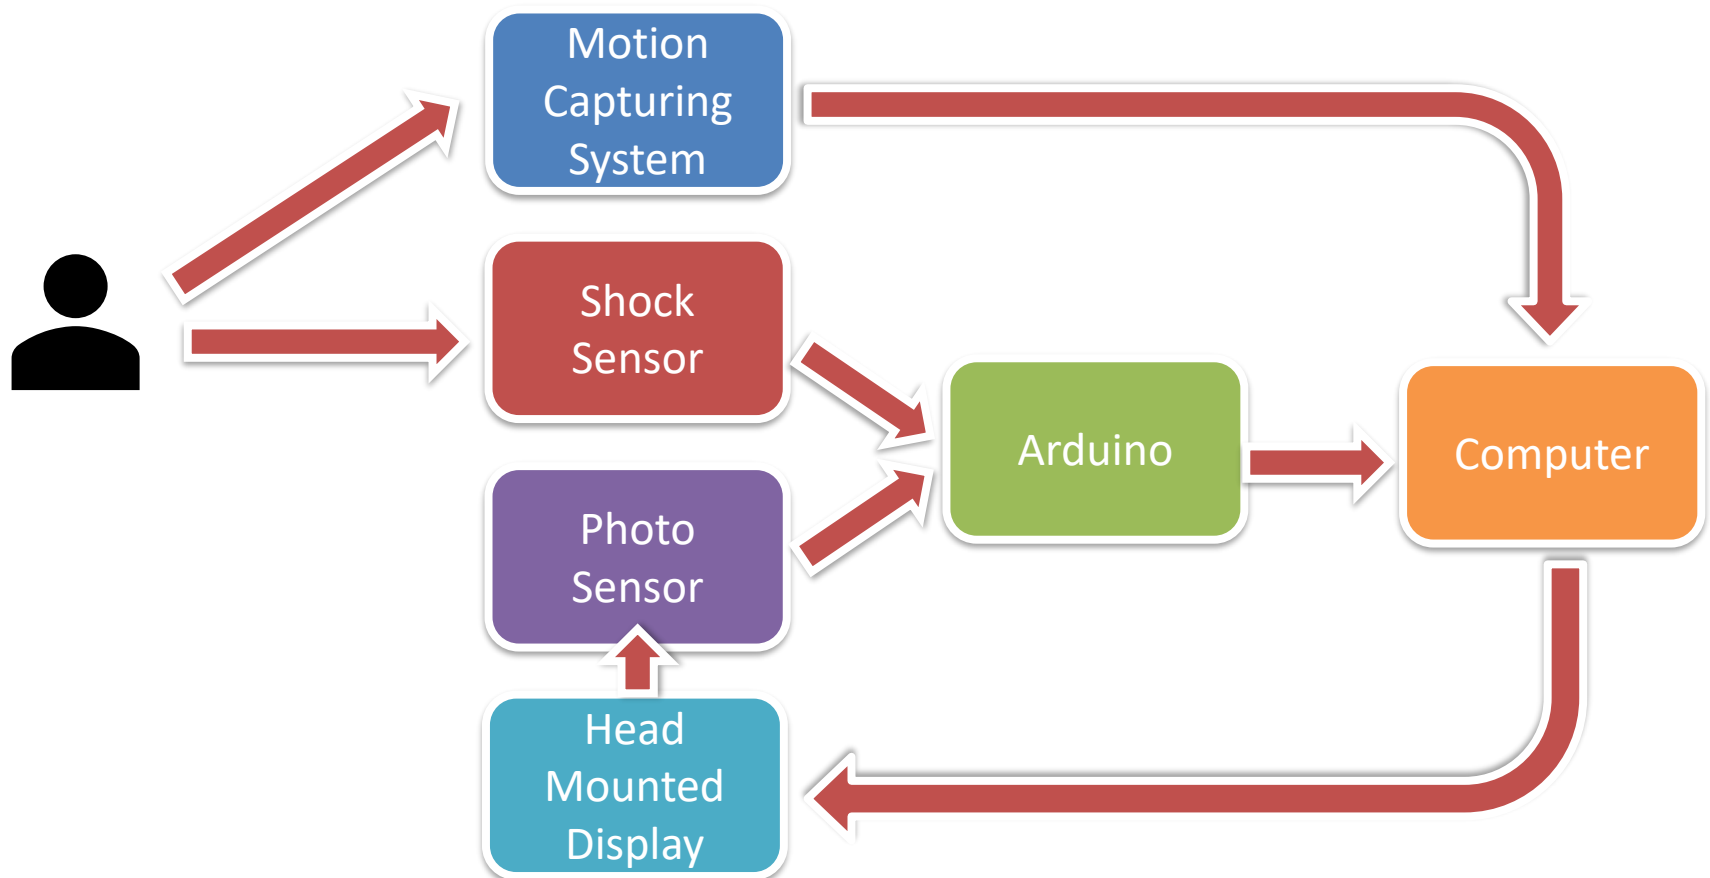 Motion
Capturing
System
Shock
Sensor
Photo
Sensor
Head
Mounted
Display
Arduino
Computer